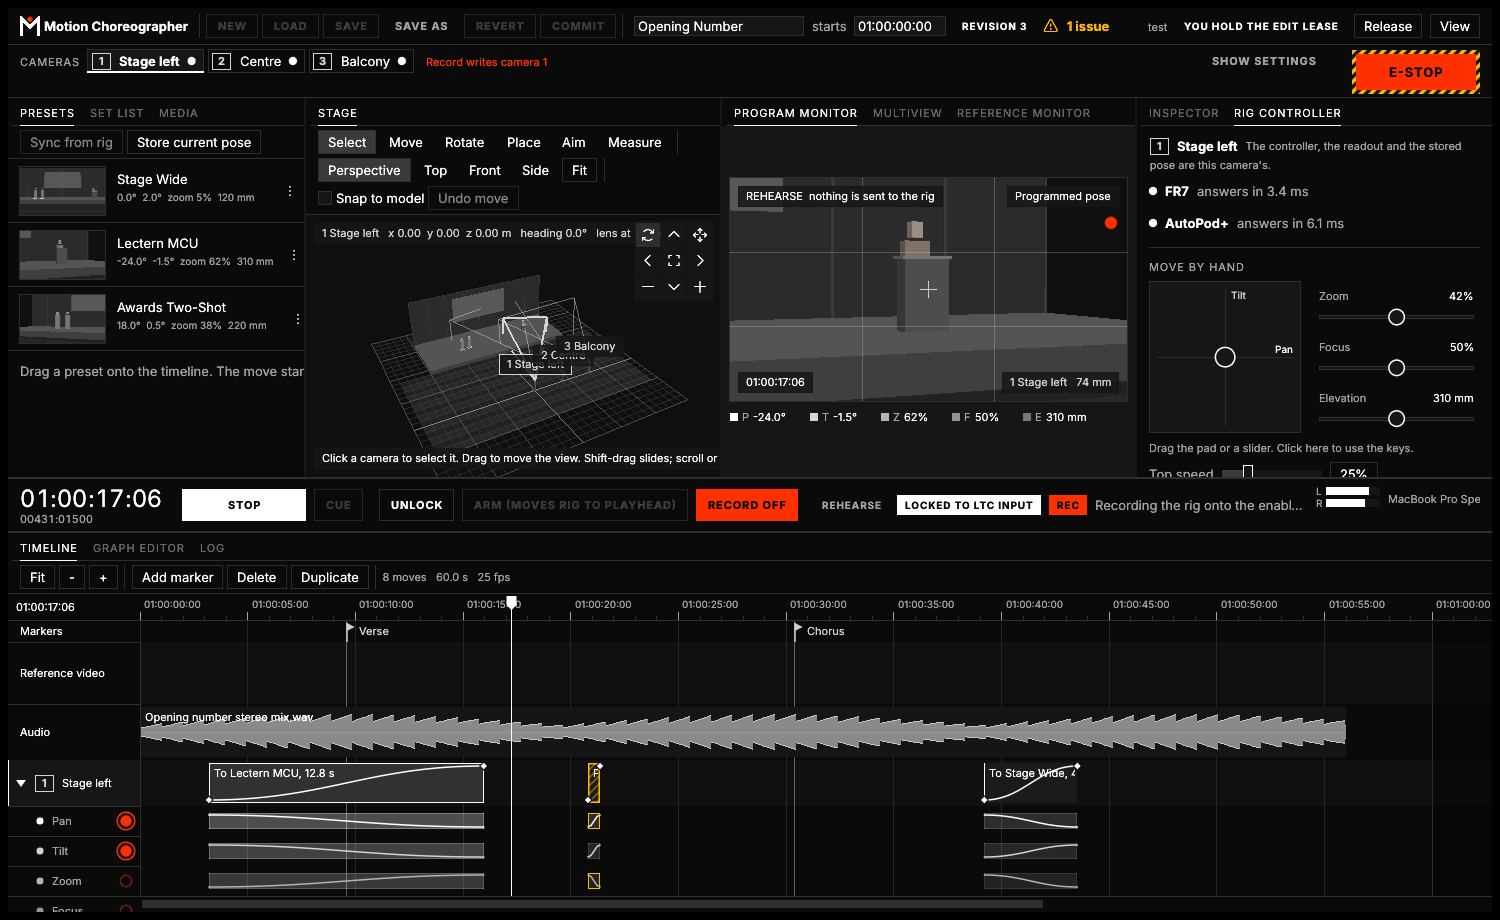 Motion Choreographer NEW LOAD SAVE SAVE AS REVERT COMMIT Opening Number starts 01:00:00:00 REVISION 3 1 issue test YOU HOLD THE EDIT LEASE Release View
CAMERAS 1 Stage left 2 Centre 3 Balcony Record writes camera 1 SHOW SETTINGS E-STOP
PRESETS SET LIST MEDIA
Sync from rig Store current pose
Stage Wide
0.0° 2.0° zoom 5% 120 mm
Lectern MCU
-24.0° -1.5° zoom 62% 310 mm
Awards Two-Shot
18.0° 0.5° zoom 38% 220 mm
Drag a preset onto the timeline. The move star
STAGE
Select Move Rotate Place Aim Measure
Perspective Top Front Side Fit
Snap to model Undo move
1 Stage left x 0.00 y 0.00 z 0.00 m heading 0.0° lens at
3 Balcony
2 Centre
1 Stage left
Click a camera to select it. Drag to move the view. Shift-drag slides; scroll or
PROGRAM MONITOR MULTIVIEW REFERENCE MONITOR
REHEARSE nothing is sent to the rig Programmed pose
01:00:17:06 1 Stage left 74 mm
P -24.0° T -1.5° Z 62% F 50% E 310 mm
INSPECTOR RIG CONTROLLER
1 Stage left The controller, the readout and the stored
pose are this camera's.
FR7 answers in 3.4 ms
AutoPod+ answers in 6.1 ms
MOVE BY HAND
Tilt
Pan
Zoom 42%
Focus 50%
Elevation 310 mm
Drag the pad or a slider. Click here to use the keys.
Top speed 25%
01:00:17:06
00431:01500
STOP CUE UNLOCK ARM (MOVES RIG TO PLAYHEAD) RECORD OFF REHEARSE LOCKED TO LTC INPUT REC Recording the rig onto the enabl... L R MacBook Pro Spe
TIMELINE GRAPH EDITOR LOG
Fit - + Add marker Delete Duplicate 8 moves 60.0 s 25 fps
01:00:17:06 01:00:00:00 01:00:05:00 01:00:10:00 01:00:15:00 01:00:20:00 01:00:25:00 01:00:30:00 01:00:35:00 01:00:40:00 01:00:45:00 01:00:50:00 01:00:55:00 01:01:00:00
Markers Verse Chorus
Reference video
Opening number stereo mix.wav
Audio
To Lectern MCU, 12.8 s To Stage Wide, 4
1 Stage left
Pan
Tilt
Zoom
Focus